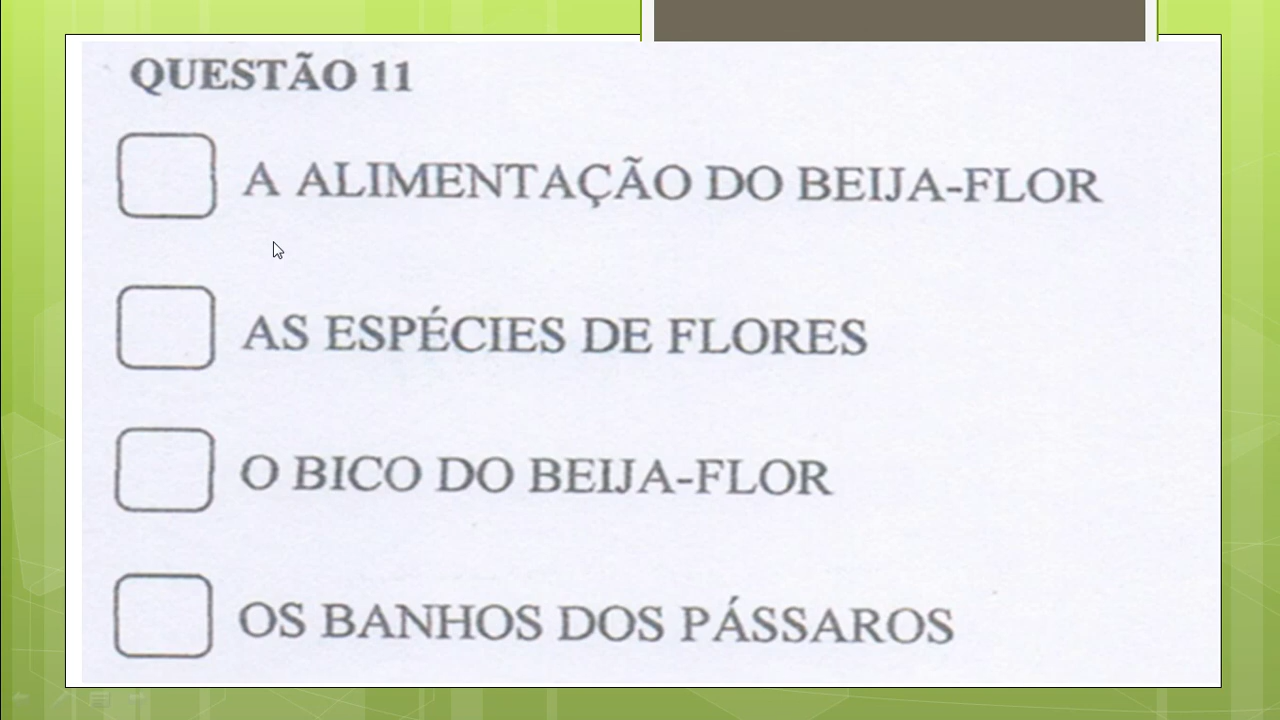 QUESTÃO 11
A ALIMENTAÇÃO DO BEIJA-FLOR
AS ESPÉCIES DE FLORES
O BICO DO BEIJA-FLOR
OS BANHOS DOS PÁSSAROS